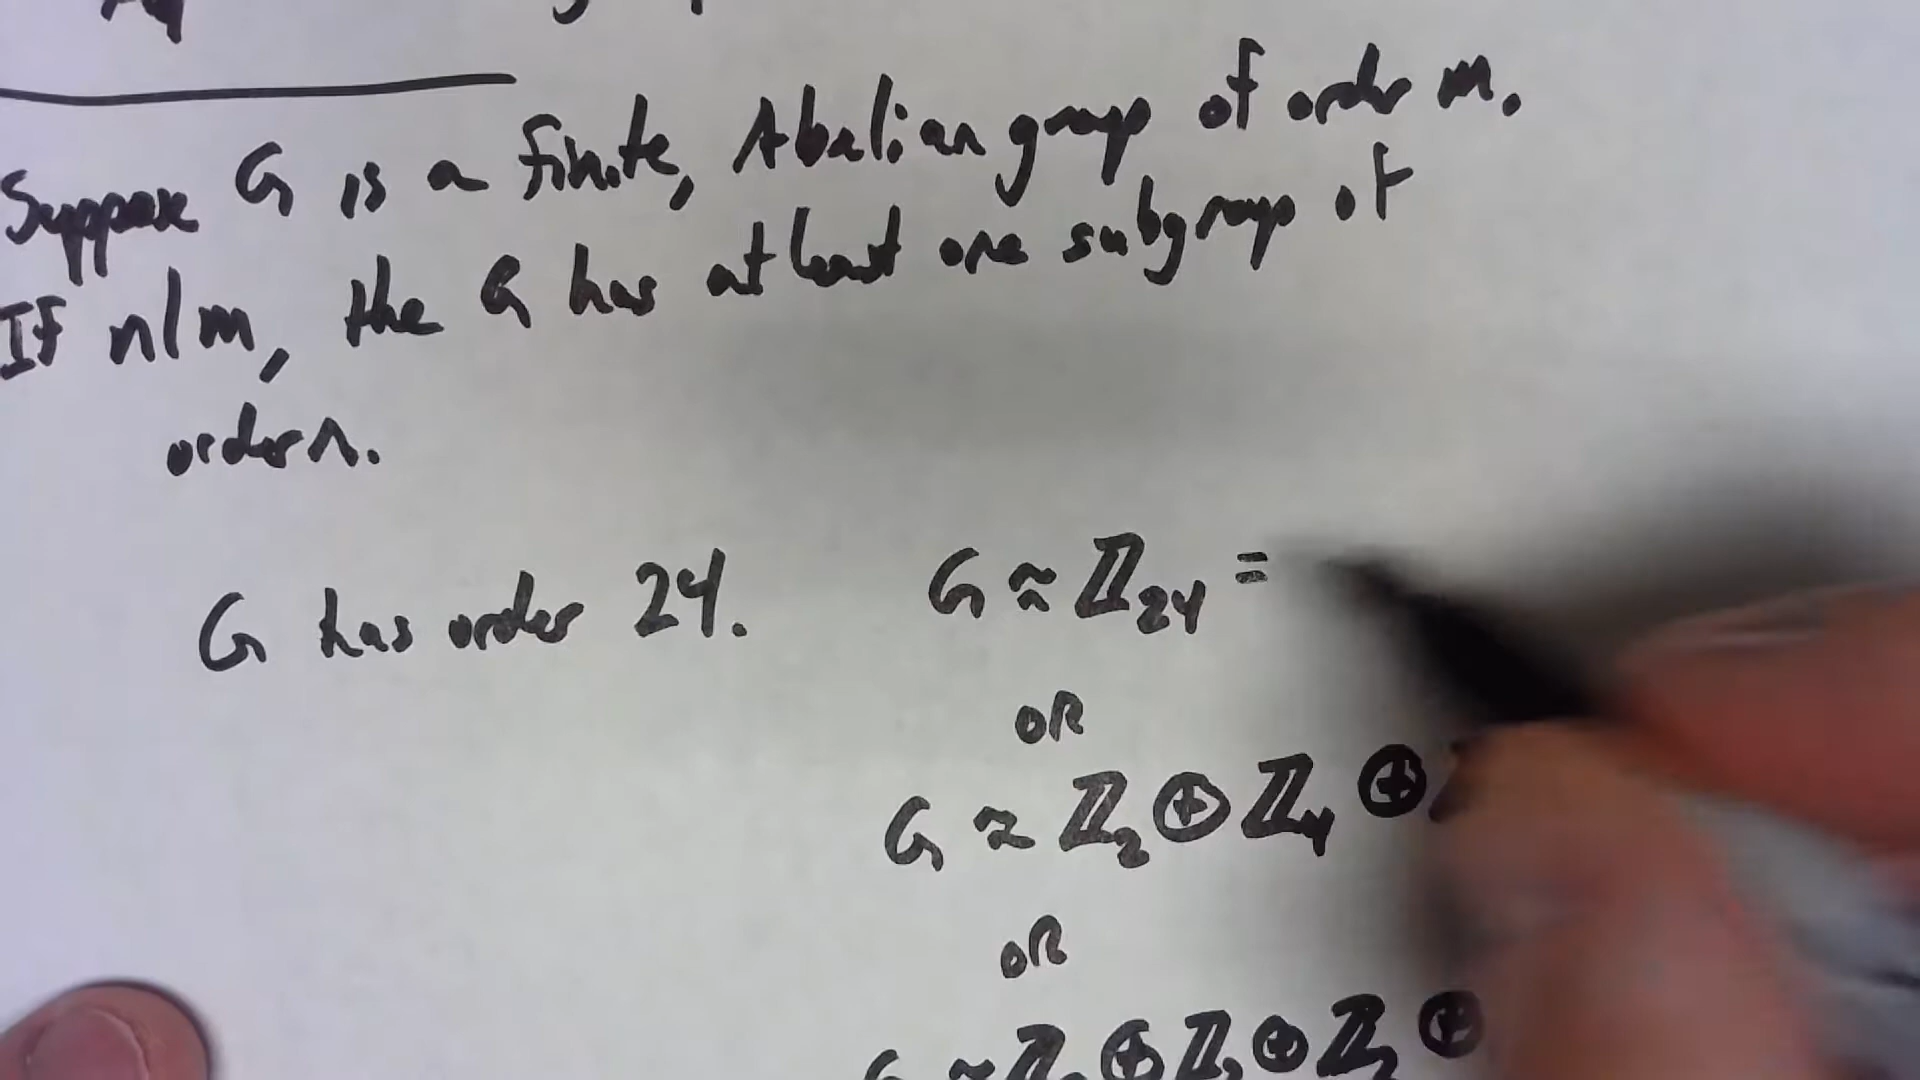 Suppose G is a finite, Abelian group of order m.
If n|m, the G has at least one subgroup of
order n.
G has order 24. G ≈ ℤ₂₄ =
OR
G ≈ ℤ₂ ⊕ ℤ₄ ⊕
OR
G ≈ ℤ₂ ⊕ ℤ₂ ⊕ ℤ₂ ⊕